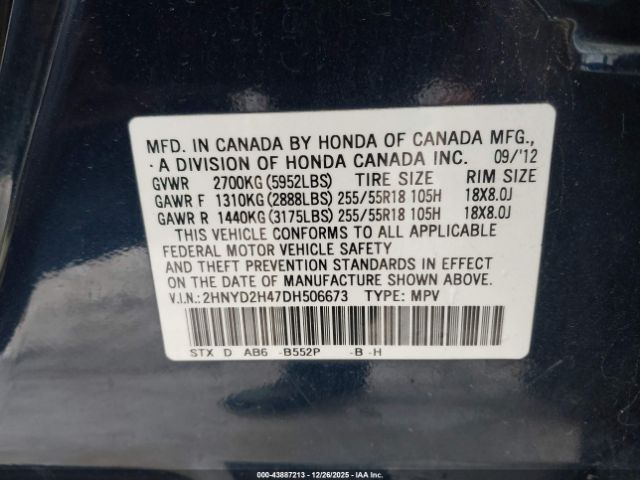 MFD. IN CANADA BY HONDA OF CANADA MFG.,
A DIVISION OF HONDA CANADA INC. 09/'12
GVWR 2700KG(5952LBS) TIRE SIZE RIM SIZE
GAWR F 1310KG(2888LBS) 255/55R18 105H 18X8.0J
GAWR R 1440KG(3175LBS) 255/55R18 105H 18X8.0J
THIS VEHICLE CONFORMS TO ALL APPLICABLE
FEDERAL MOTOR VEHICLE SAFETY
AND THEFT PREVENTION STANDARDS IN EFFECT
ON THE DATE OF MANUFACTURE SHOWN ABOVE.
V.I.N.: 2HNYD2H47DH506673 TYPE: MPV
STX D AB6 -B552P -B -H
000-43887213 - 12/26/2025 - IAA Inc.